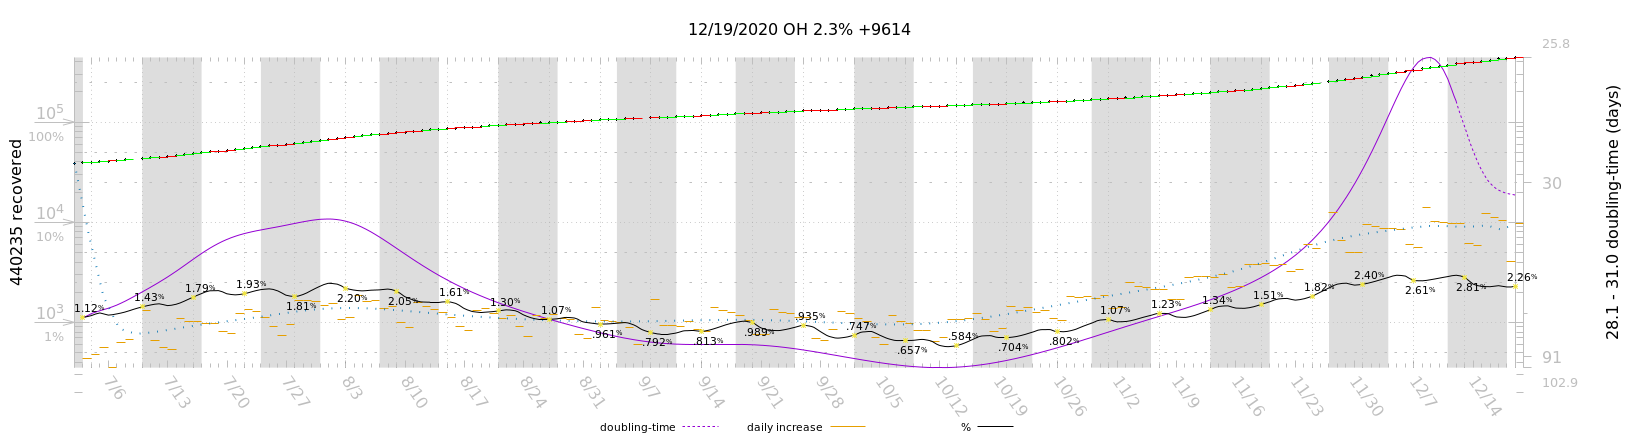 12/19/2020 OH 2.3% +9614
25.8
10⁵
100%
10⁴
10%
10³
1%
440235 recovered
30
91
102.9
28.1 - 31.0 doubling-time (days)
1.12% 1.43% 1.79% 1.93% 1.81% 2.20% 2.05% 1.61% 1.30% 1.07% .961% .792% .813% .989% .935% .747% .657% .584% .704% .802% 1.07% 1.23% 1.34% 1.51% 1.82% 2.40% 2.61% 2.81% 2.26%
7/6 7/13 7/20 7/27 8/3 8/10 8/17 8/24 8/31 9/7 9/14 9/21 9/28 10/5 10/12 10/19 10/26 11/2 11/9 11/16 11/23 11/30 12/7 12/14
doubling-time daily increase %